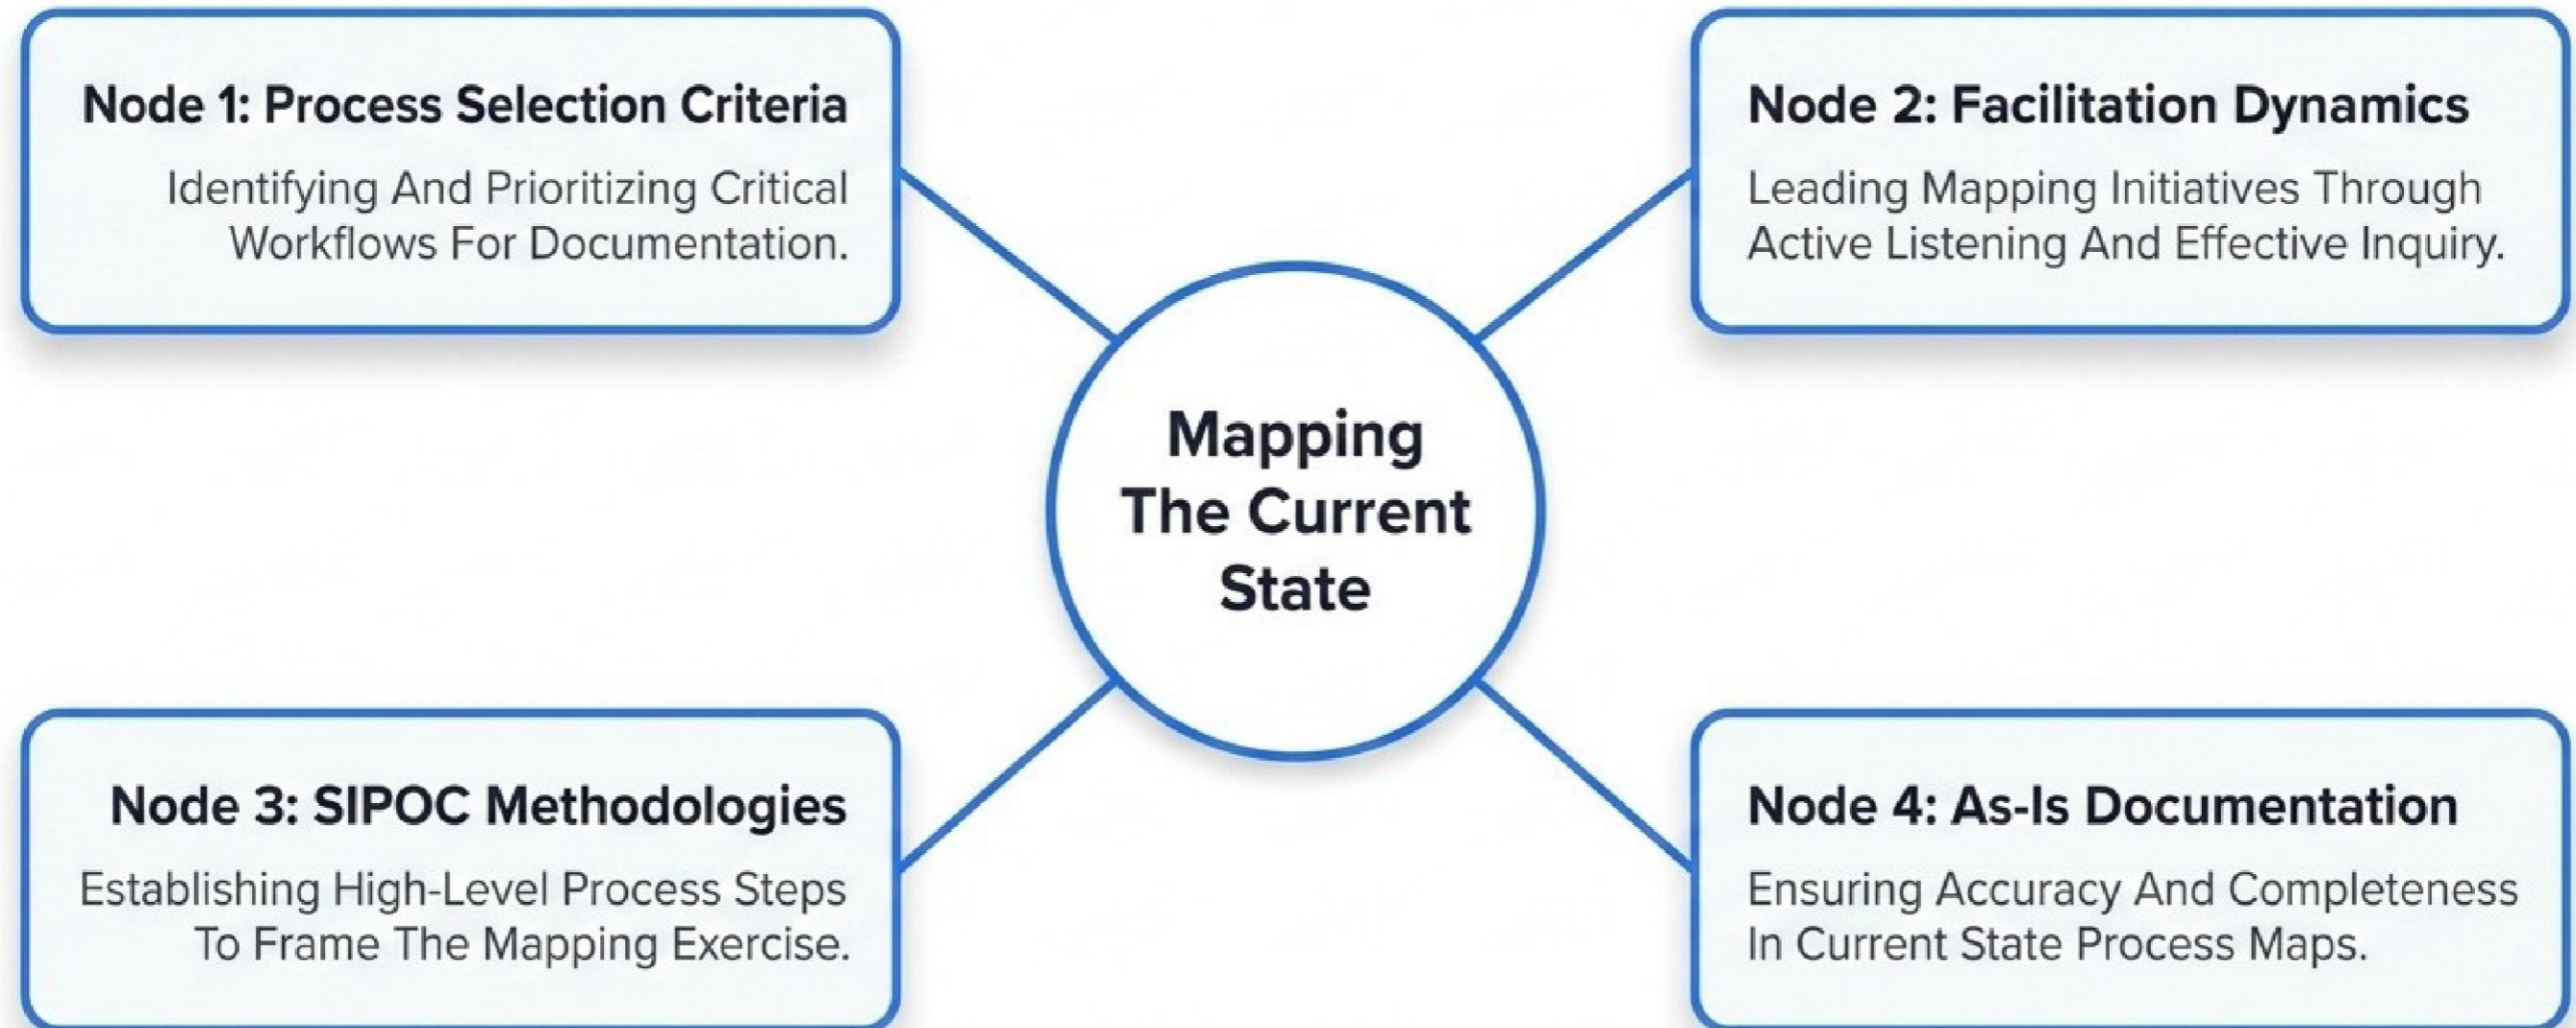 Node 1: Process Selection Criteria
Identifying And Prioritizing Critical
Workflows For Documentation.
Node 2: Facilitation Dynamics
Leading Mapping Initiatives Through
Active Listening And Effective Inquiry.
Mapping
The Current
State
Node 3: SIPOC Methodologies
Establishing High-Level Process Steps
To Frame The Mapping Exercise.
Node 4: As-Is Documentation
Ensuring Accuracy And Completeness
In Current State Process Maps.